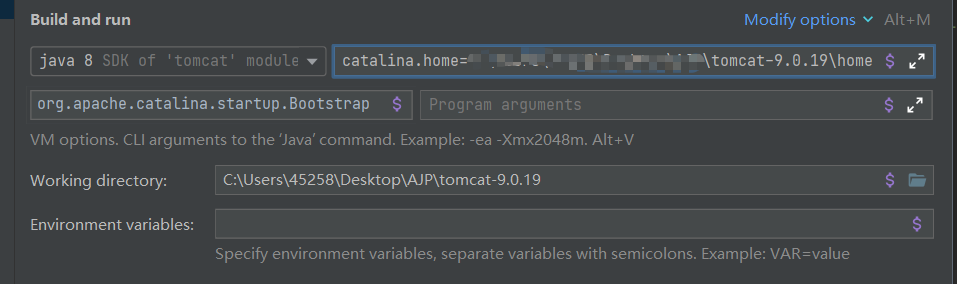 Build and run
Modify options Alt+M
java 8 SDK of 'tomcat' module
catalina.home= \tomcat-9.0.19\home $
org.apache.catalina.startup.Bootstrap $
Program arguments $
VM options. CLI arguments to the 'Java' command. Example: -ea -Xmx2048m. Alt+V
Working directory: C:\Users\45258\Desktop\AJP\tomcat-9.0.19 $
Environment variables: $
Specify environment variables, separate variables with semicolons. Example: VAR=value